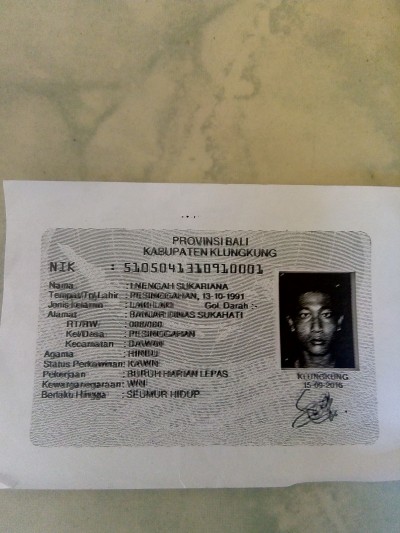 PROVINSI BALI
KABUPATEN KLUNGKUNG
NIK : 5105041310910001
Nama : I NENGAH SUKARIANA
Tempat/Tgl Lahir : PESINGGAHAN, 13-10-1991
Jenis Kelamin : LAKI-LAKI Gol. Darah :-
Alamat : BANJAR DINAS SUKAHATI
RT/RW : 000/000
Kel/Desa : PESINGGAHAN
Kecamatan : DAWAN
Agama : HINDU
Status Perkawinan: KAWIN
Pekerjaan : BURUH HARIAN LEPAS
Kewarganegaraan: WNI
Berlaku Hingga : SEUMUR HIDUP
KLUNGKUNG
15-09-2016